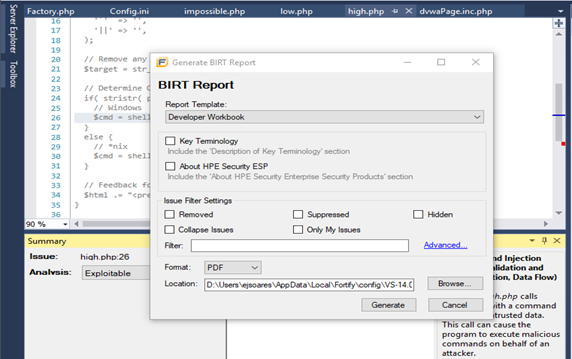 Server Explorer
Toolbox
Factory.php Config.ini impossible.php low.php high.php dvwaPage.inc.php
16 '`' => '',
17 '||' => '',
18 );
19
20 // Remove any
21 $target = str_
22
23 // Determine O
24 if( stristr( p
25 // Windows
26 $cmd = shell
27 }
28 else {
29 // *nix
30 $cmd = shell
31 }
32
33 // Feedback fo
34 $html .= "<pre
35 }
36
90 %
Generate BIRT Report
BIRT Report
Report Template:
Developer Workbook
Key Terminology
Include the 'Description of Key Terminology' section
About HPE Security ESP
Include the 'About HPE Security Enterprise Security Products' section
Issue Filter Settings
Removed Suppressed Hidden
Collapse Issues Only My Issues
Filter: Advanced...
Format: PDF
Location: D:\Users\ejsoares\AppData\Local\Fortify\config\VS-14.0 Browse...
Generate Cancel
Summary
Issue: high.php:26
Analysis: Exploitable
nd Injection
lidation and
tion, Data Flow)
igh.php calls
with a command
trusted data.
This call can cause the
program to execute malicious
commands on behalf of an
attacker.